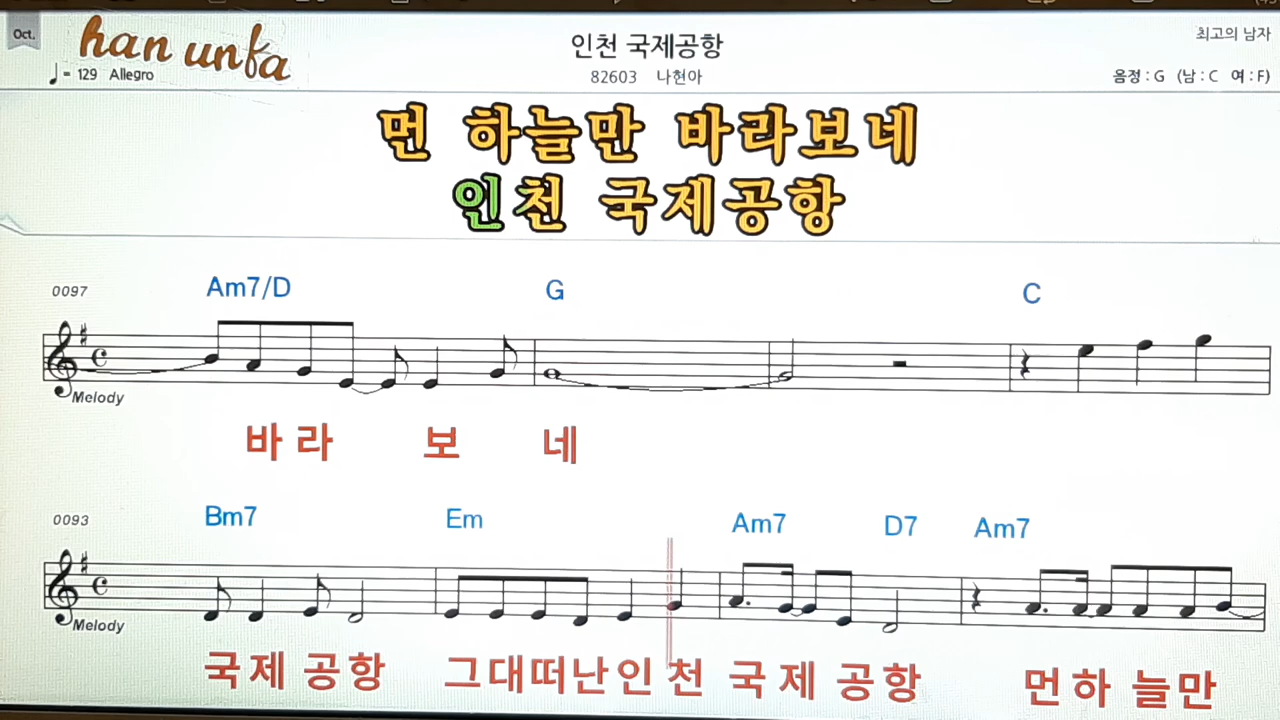 Oct.
han unfa
인천 국제공항
최고의 남자
♩= 129 Allegro
82603 나현아
음정 : G (남 : C 여 : F)
먼 하늘만 바라보네
인천 국제공항
0097
Am7/D G C
Melody
바 라 보 네
0093
Bm7 Em Am7 D7 Am7
Melody
국제 공항 그대떠난인 천 국 제 공 항 먼 하 늘만